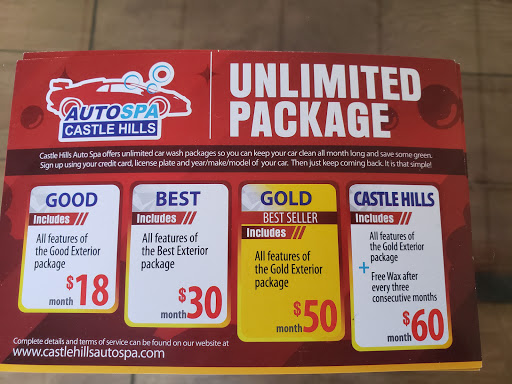 AUTOSPA
CASTLE HILLS
UNLIMITED
PACKAGE
Castle Hills Auto Spa offers unlimited car wash packages so you can keep your car clean all month long and save some green.
Sign up using your credit card, license plate and year/make/model of your car. Then just keep coming back. It is that simple!
GOOD
Includes
All features of
the Good Exterior
package
$18
month
BEST
Includes
All features of
the Best Exterior
package
$30
month
GOLD
BEST SELLER
Includes
All features of
the Gold Exterior
package
$50
month
CASTLE HILLS
Includes
All features of
the Gold Exterior
package
+
Free Wax after
every three
consecutive months
$60
month
Complete details and terms of service can be found on our website at
www.castlehillsautospa.com